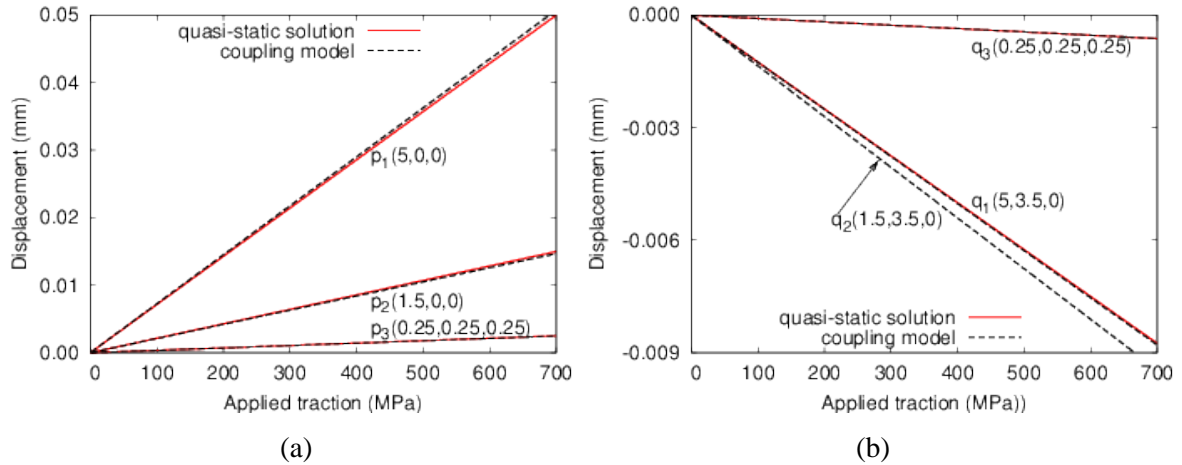 0.05
0.04
0.03
0.02
0.01
0.00
Displacement (mm)
quasi-static solution
coupling model
p1(5,0,0)
p2(1.5,0,0)
p3(0.25,0.25,0.25)
0 100 200 300 400 500 600 700
Applied traction (MPa)
(a)
0.000
-0.003
-0.006
-0.009
Displacement (mm)
q3(0.25,0.25,0.25)
q1(5,3.5,0)
q2(1.5,3.5,0)
quasi-static solution
coupling model
0 100 200 300 400 500 600 700
Applied traction (MPa))
(b)